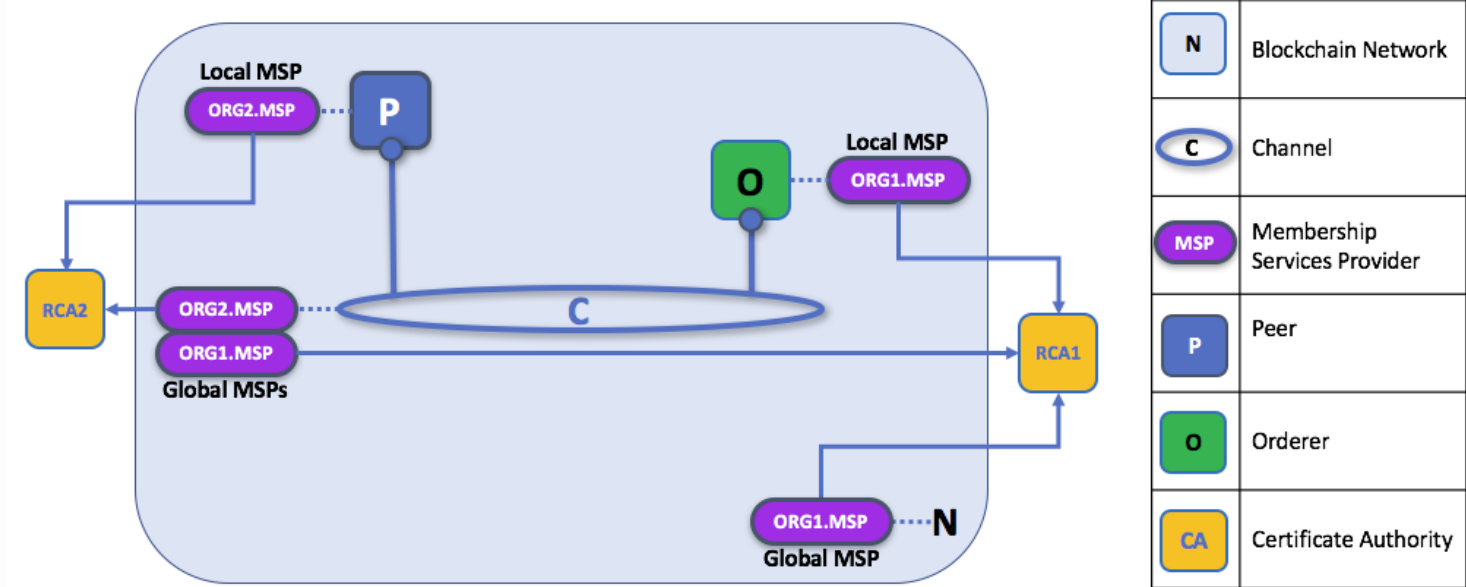 Local MSP
ORG2.MSP
P
Local MSP
O
ORG1.MSP
RCA2
ORG2.MSP
C
ORG1.MSP
RCA1
Global MSPs
ORG1.MSP
N
Global MSP
N
Blockchain Network
C
Channel
MSP
Membership
Services Provider
P
Peer
O
Orderer
CA
Certificate Authority